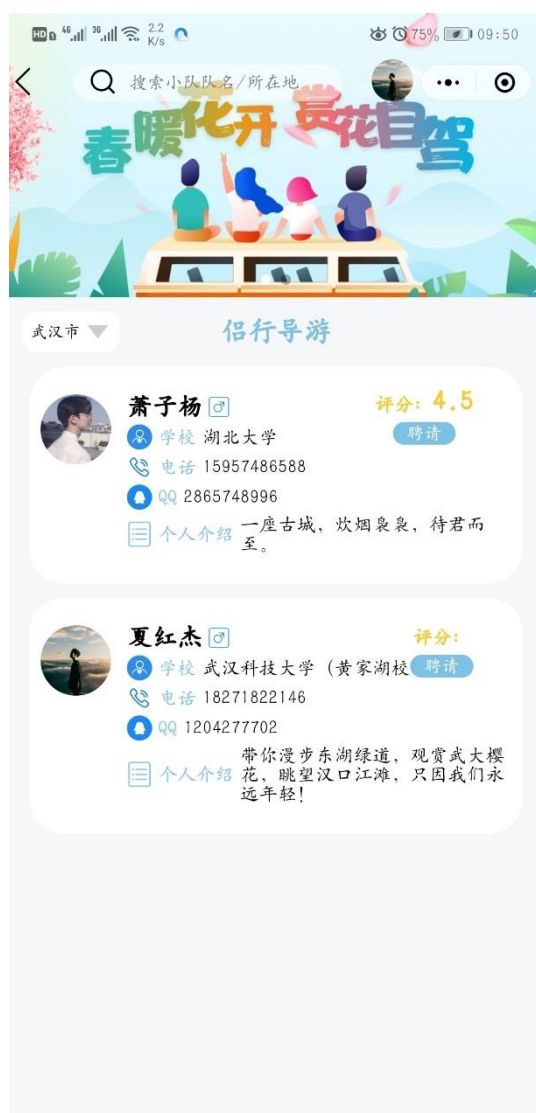 HD 46 36 2.2 K/s 75% 09:50
搜索小队队名/所在地
春暖花开 赏花自驾
武汉市
侣行导游
萧子杨 评分: 4.5
学校 湖北大学 聘请
电话 15957486588
QQ 2865748996
个人介绍 一座古城, 炊烟袅袅, 待君而
至。
夏红杰 评分:
学校 武汉科技大学 (黄家湖校 聘请
电话 18271822146
QQ 1204277702
带你漫步东湖绿道, 观赏武大樱
个人介绍 花, 眺望汉口江滩, 只因我们永
远年轻!